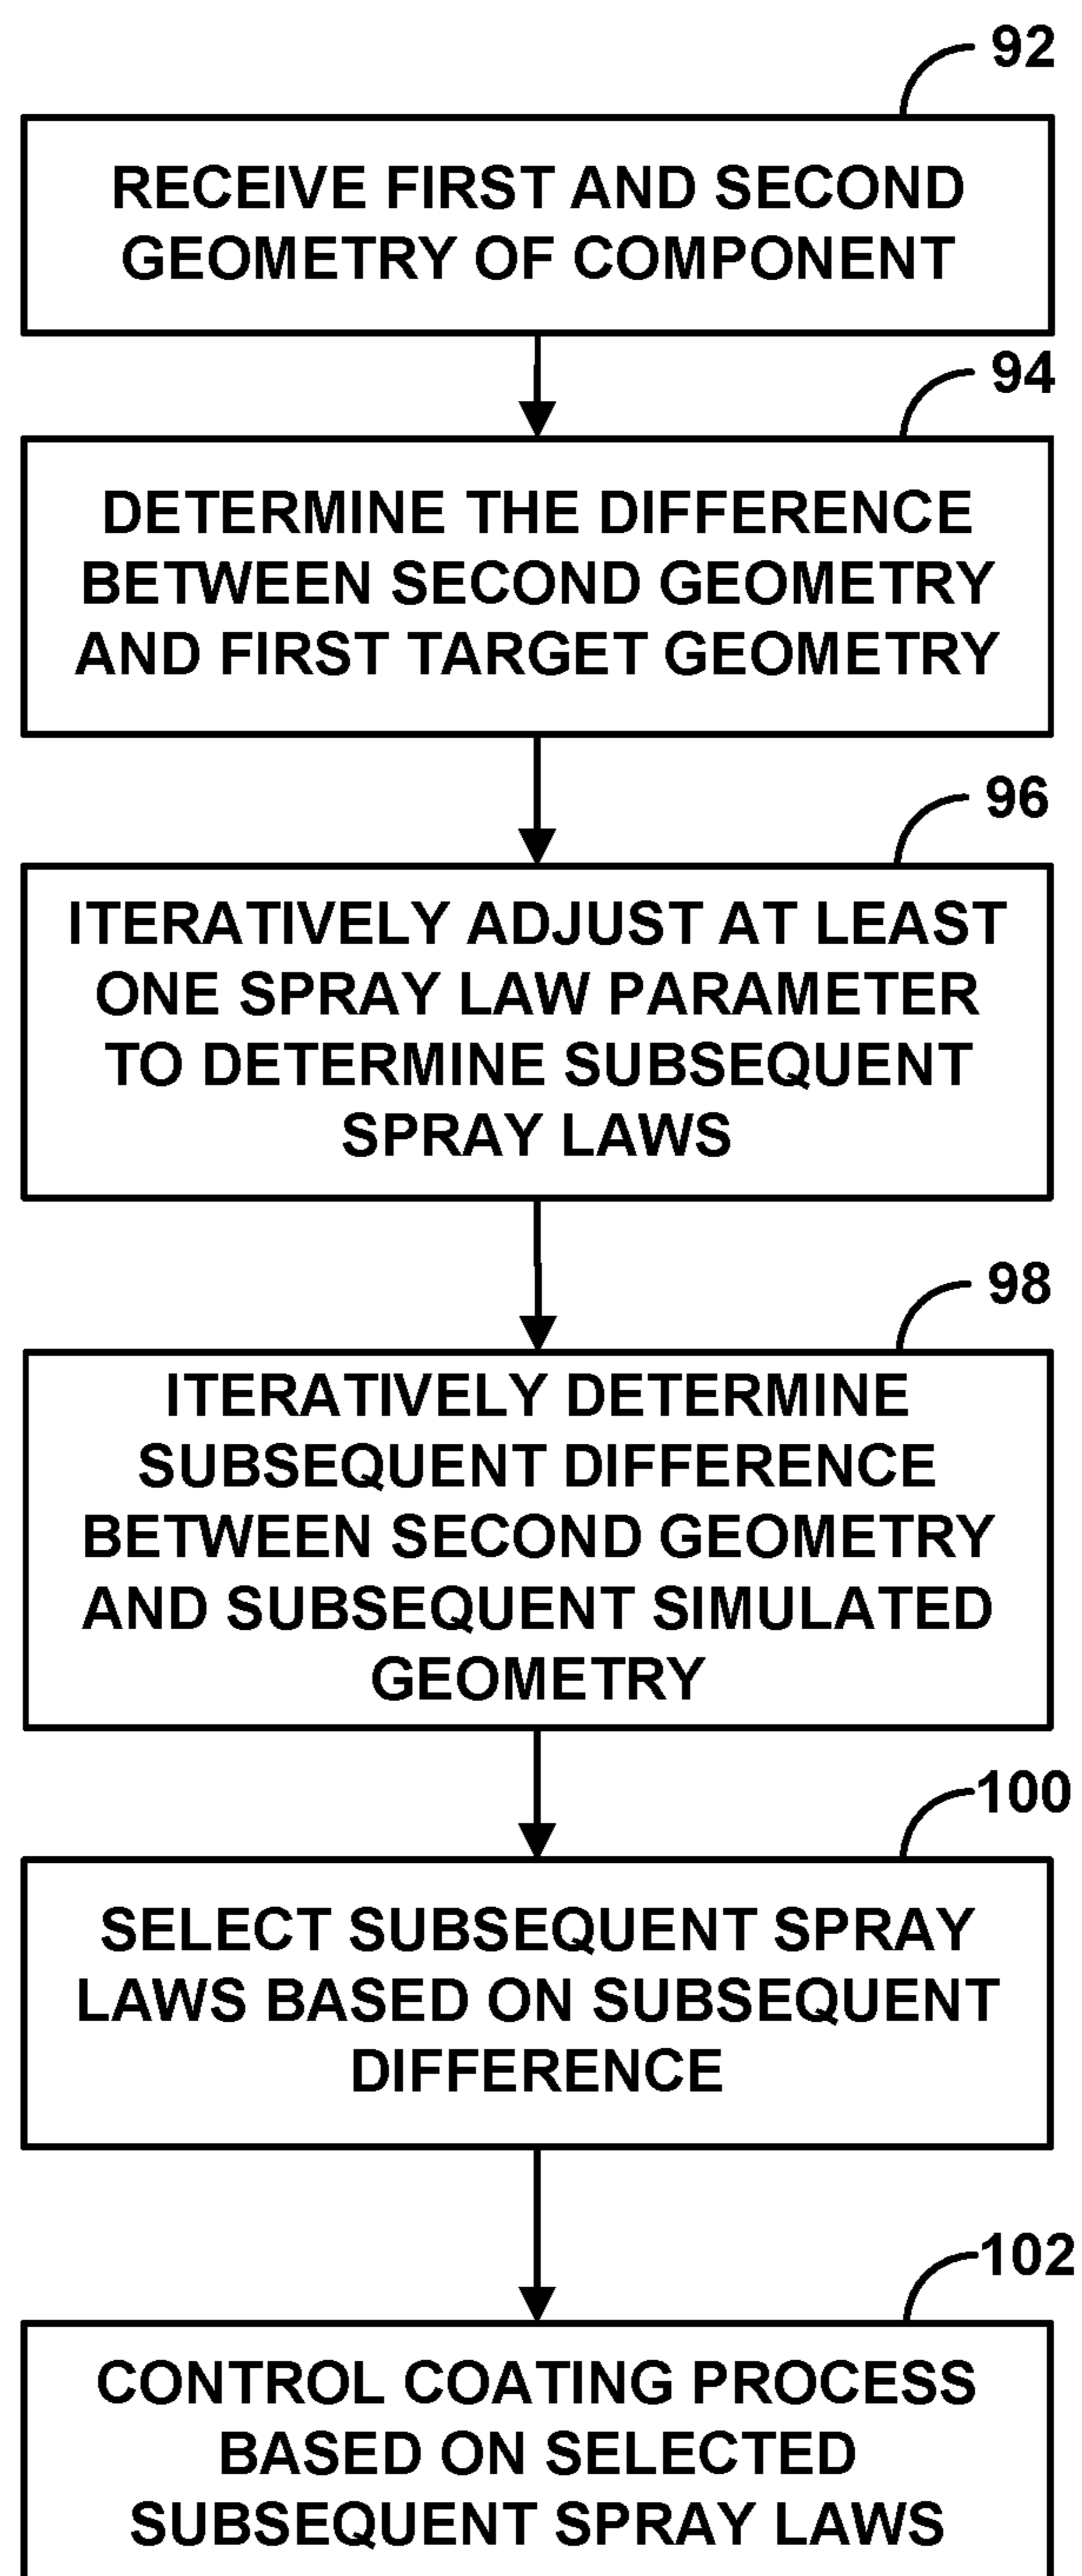 92
RECEIVE FIRST AND SECOND
GEOMETRY OF COMPONENT
94
DETERMINE THE DIFFERENCE
BETWEEN SECOND GEOMETRY
AND FIRST TARGET GEOMETRY
96
ITERATIVELY ADJUST AT LEAST
ONE SPRAY LAW PARAMETER
TO DETERMINE SUBSEQUENT
SPRAY LAWS
98
ITERATIVELY DETERMINE
SUBSEQUENT DIFFERENCE
BETWEEN SECOND GEOMETRY
AND SUBSEQUENT SIMULATED
GEOMETRY
100
SELECT SUBSEQUENT SPRAY
LAWS BASED ON SUBSEQUENT
DIFFERENCE
102
CONTROL COATING PROCESS
BASED ON SELECTED
SUBSEQUENT SPRAY LAWS